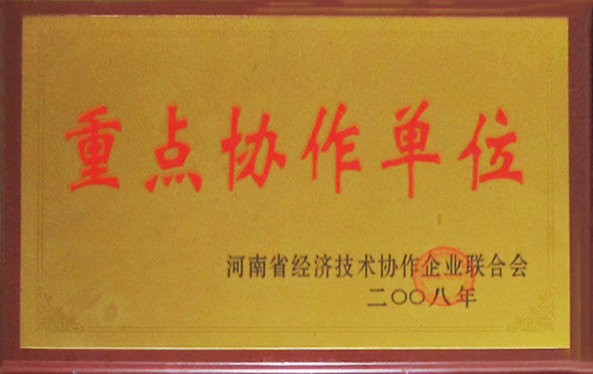 重点协作单位
河南省经济技术协作企业联合会
二〇〇八年